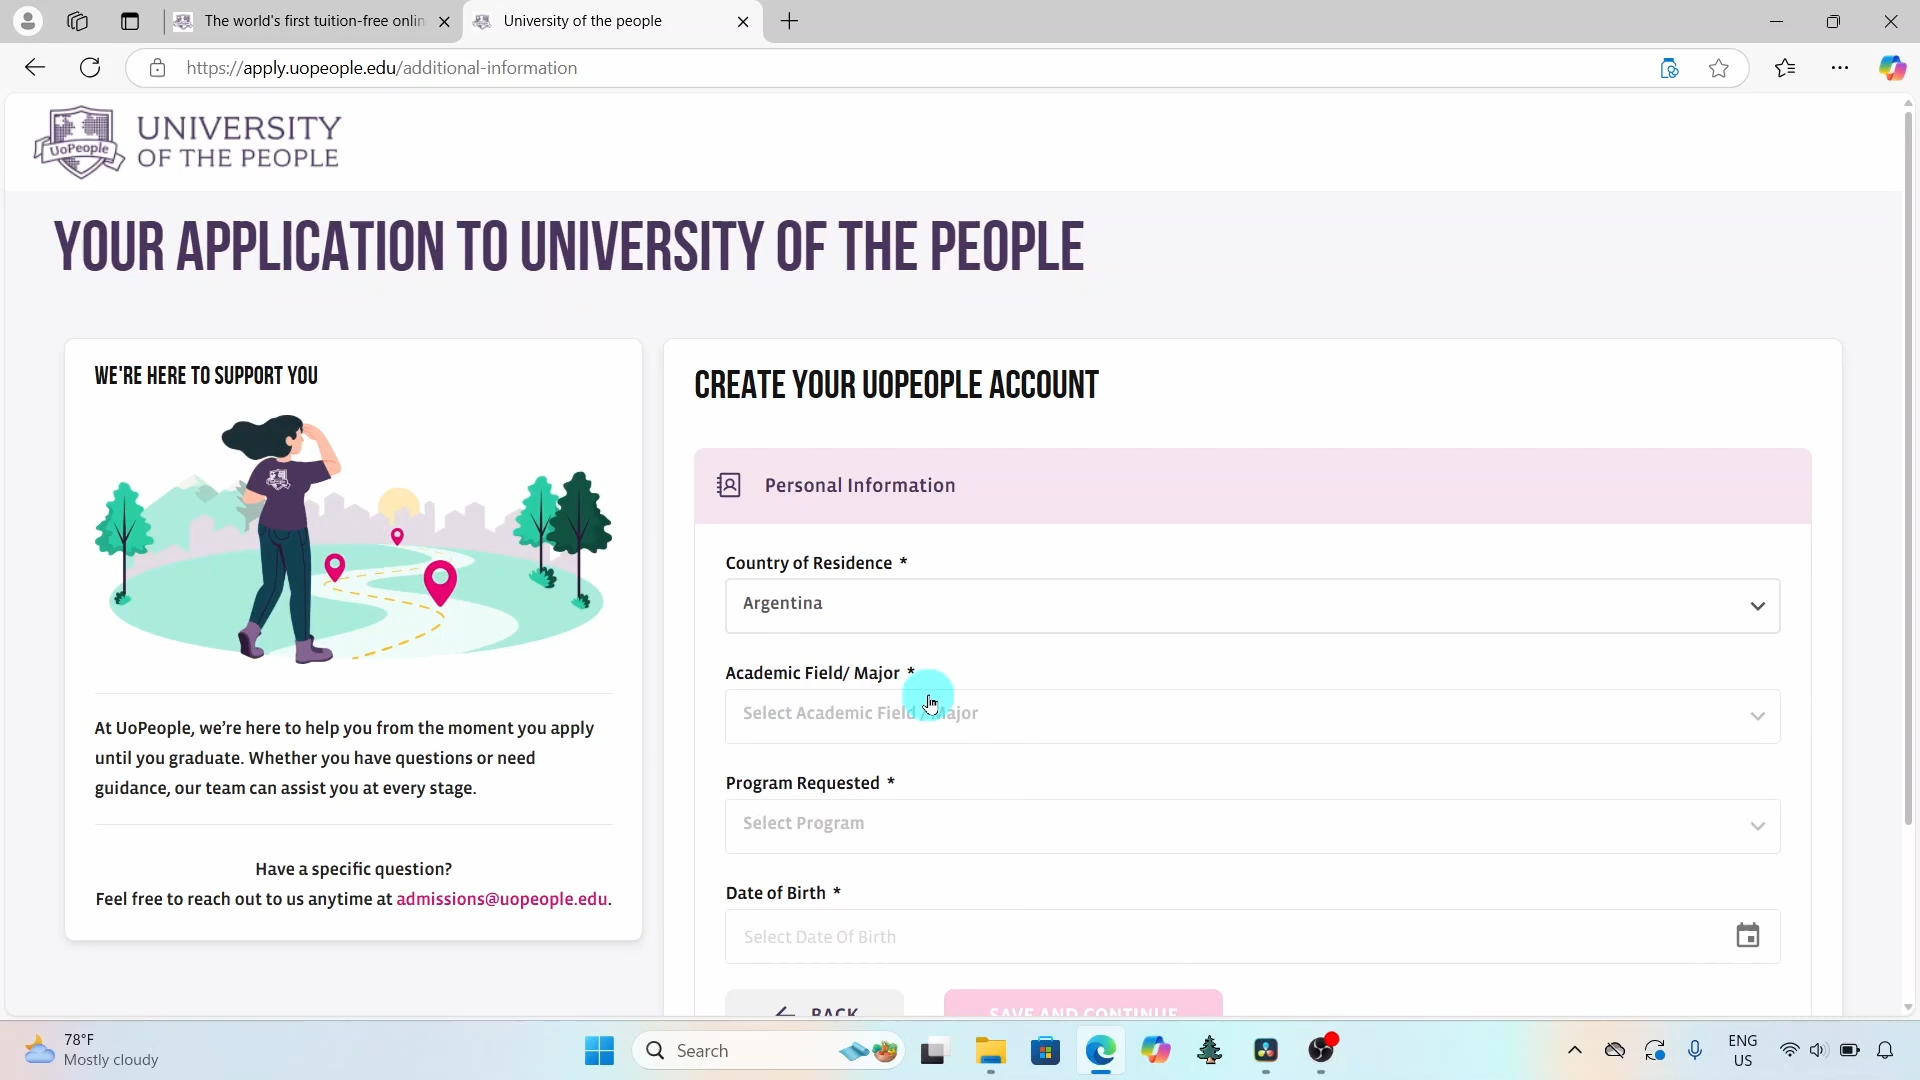 The world's first tuition-free onlin
University of the people
https://apply.uopeople.edu/additional-information
UoPeople
UNIVERSITY
OF THE PEOPLE
YOUR APPLICATION TO UNIVERSITY OF THE PEOPLE
WE'RE HERE TO SUPPORT YOU
At UoPeople, we're here to help you from the moment you apply
until you graduate. Whether you have questions or need
guidance, our team can assist you at every stage.
Have a specific question?
Feel free to reach out to us anytime at admissions@uopeople.edu.
CREATE YOUR UOPEOPLE ACCOUNT
Personal Information
Country of Residence *
Argentina
Academic Field/ Major *
Select Academic Field / Major
Program Requested *
Select Program
Date of Birth *
Select Date Of Birth
BACK
SAVE AND CONTINUE
78°F
Mostly cloudy
Search
ENG
US